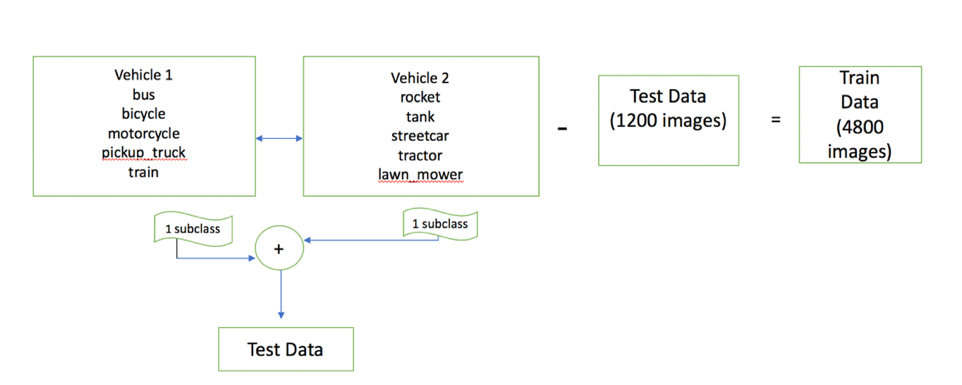 Vehicle 1
bus
bicycle
motorcycle
pickup_truck
train
Vehicle 2
rocket
tank
streetcar
tractor
lawn_mower
-
Test Data
(1200 images)
=
Train
Data
(4800
images)
1 subclass
1 subclass
+
Test Data